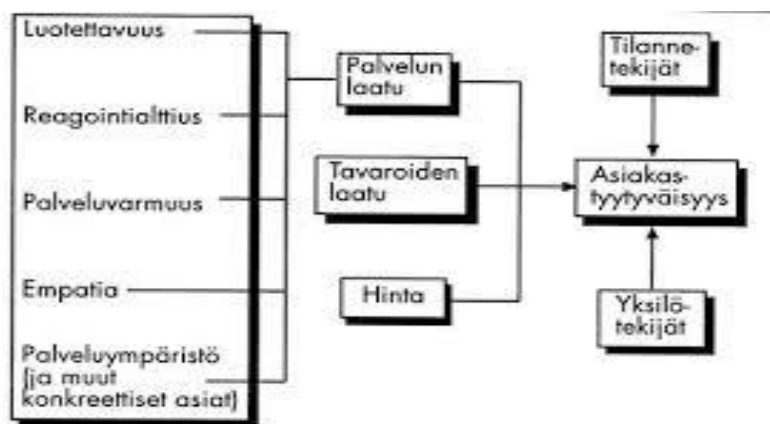 Luotettavuus
Reagointialttius
Palveluvarmuus
Empatia
Palveluympäristö
(ja muut
konkreettiset asiat)
Palvelun
laatu
Tavaroiden
laatu
Hinta
Tilanne-
tekijät
Asiakas-
tyytyväisyys
Yksilö-
tekijät